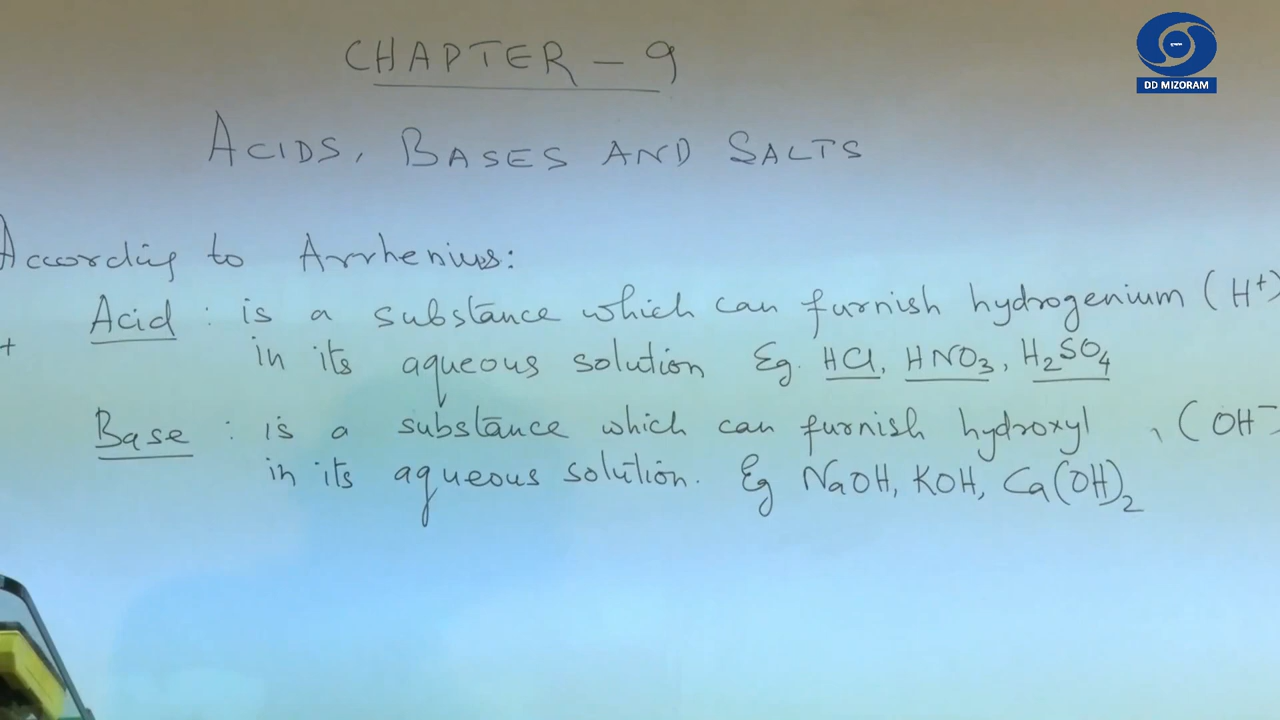 CHAPTER - 9
DD MIZORAM
ACIDS, BASES AND SALTS
According to Arrhenius:
Acid : is a substance which can furnish hydrogenium (H⁺)
+ in its aqueous solution Eg. HCl, HNO₃, H₂SO₄
Base : is a substance which can furnish hydroxyl , (OH⁻
in its aqueous solution. Eg NaOH, KOH, Ca(OH)₂